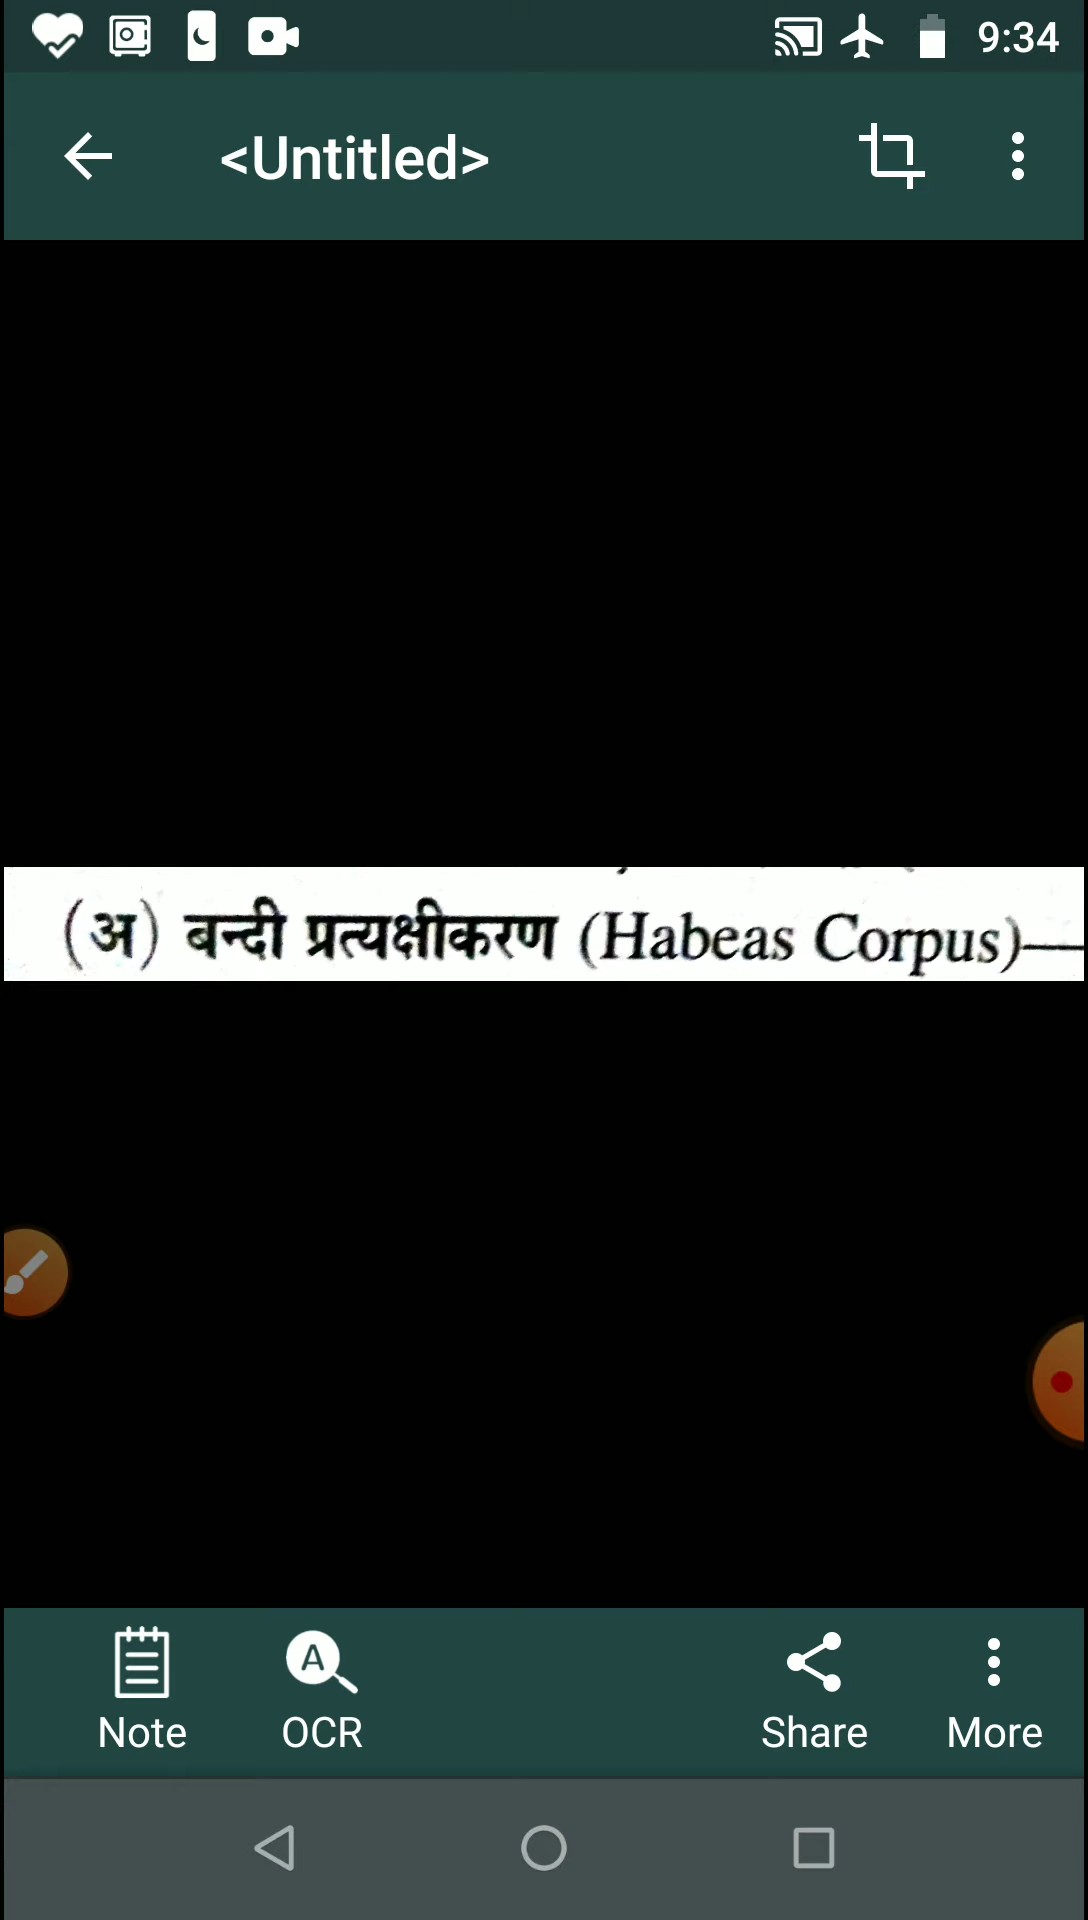 9:34
<Untitled>
(अ) बन्दी प्रत्यक्षीकरण (Habeas Corpus)—
Note OCR Share More